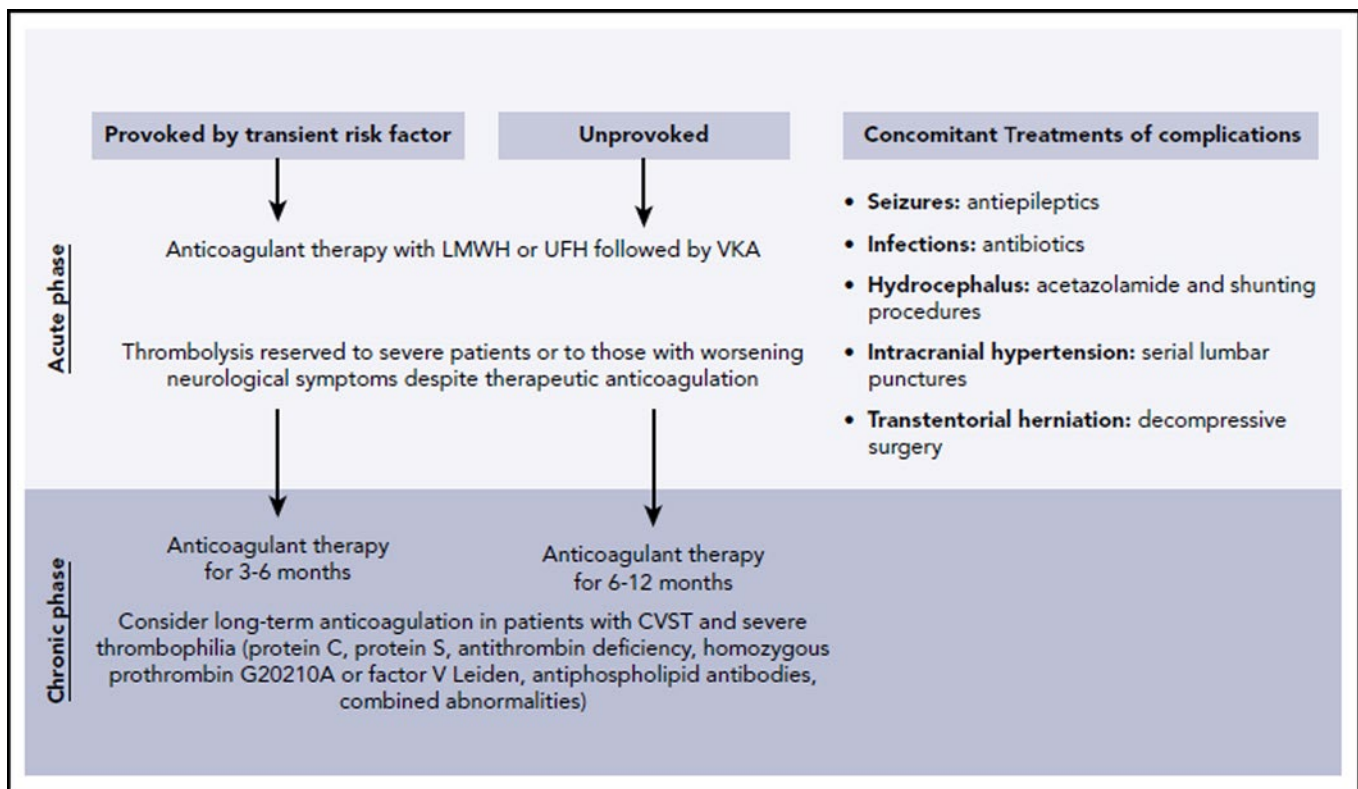 Provoked by transient risk factor
Unprovoked
Concomitant Treatments of complications
Acute phase
Anticoagulant therapy with LMWH or UFH followed by VKA
Thrombolysis reserved to severe patients or to those with worsening
neurological symptoms despite therapeutic anticoagulation
• Seizures: antiepileptics
• Infections: antibiotics
• Hydrocephalus: acetazolamide and shunting
procedures
• Intracranial hypertension: serial lumbar
punctures
• Transtentorial herniation: decompressive
surgery
Chronic phase
Anticoagulant therapy
for 3-6 months
Anticoagulant therapy
for 6-12 months
Consider long-term anticoagulation in patients with CVST and severe
thrombophilia (protein C, protein S, antithrombin deficiency, homozygous
prothrombin G20210A or factor V Leiden, antiphospholipid antibodies,
combined abnormalities)